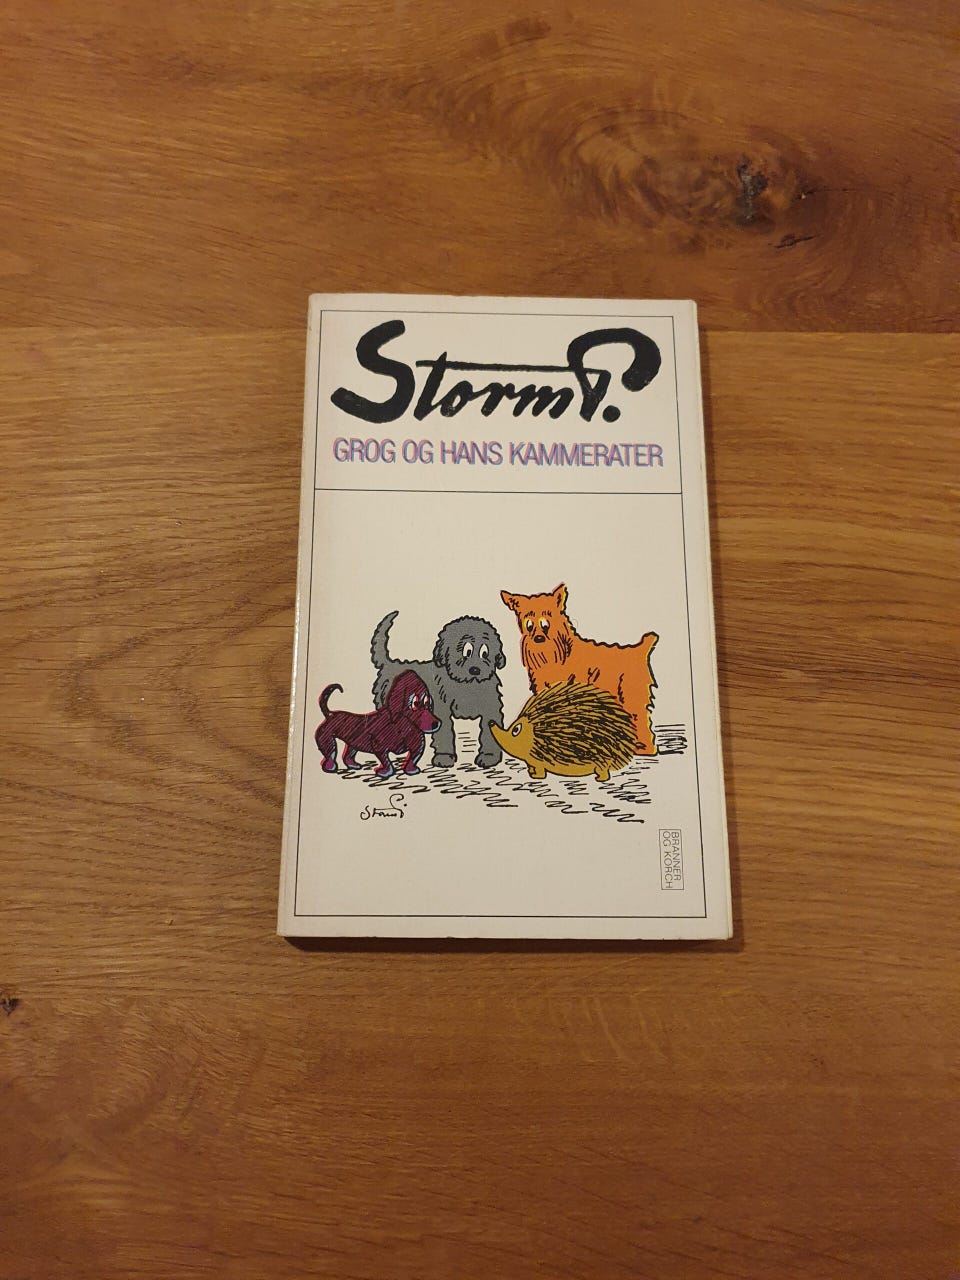 Storm P.
GROG OG HANS KAMMERATER
Storm P.
BRANNER
OG KORCH